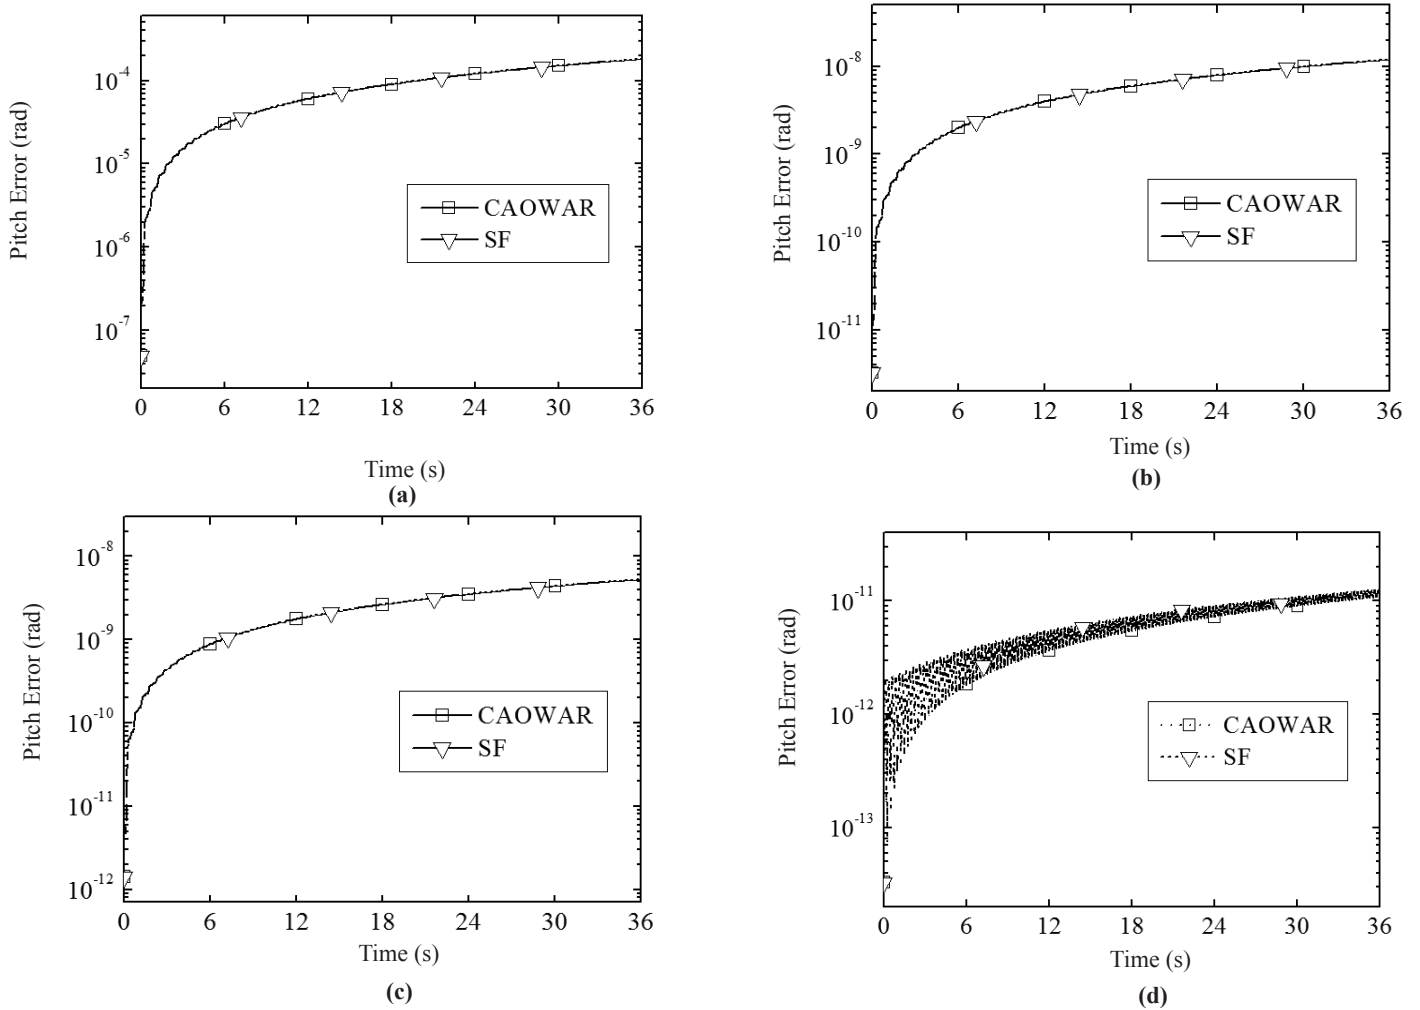 Pitch Error (rad)
10-4
10-5
10-6
10-7
CAOWAR
SF
0 6 12 18 24 30 36
Time (s)
(a)
Pitch Error (rad)
10-8
10-9
10-10
10-11
CAOWAR
SF
0 6 12 18 24 30 36
Time (s)
(b)
Pitch Error (rad)
10-8
10-9
10-10
10-11
10-12
CAOWAR
SF
0 6 12 18 24 30 36
Time (s)
(c)
Pitch Error (rad)
10-11
10-12
10-13
CAOWAR
SF
0 6 12 18 24 30 36
Time (s)
(d)